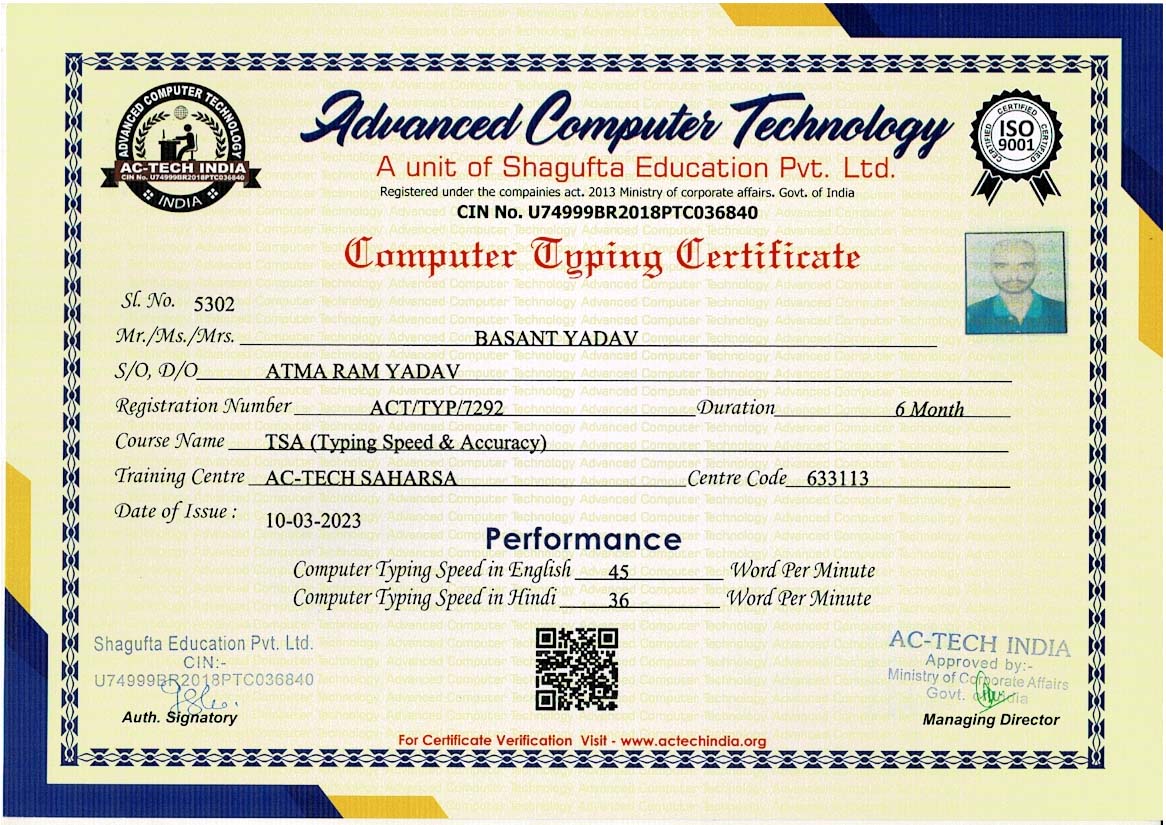 ADVANCED COMPUTER TECHNOLOGY
AC-TECH INDIA
CIN No. U74999BR2018PTC036840
INDIA
Advanced Computer Technology
A unit of Shagufta Education Pvt. Ltd.
Registered under the compainies act. 2013 Ministry of corporate affairs. Govt. of India
CIN No. U74999BR2018PTC036840
CERTIFIED
ISO
9001
CERTIFIED
CERTIFIED
Computer Typing Certificate
Sl. No. 5302
Mr./Ms./Mrs. BASANT YADAV
S/O, D/O ATMA RAM YADAV
Registration Number ACT/TYP/7292 Duration 6 Month
Course Name TSA (Typing Speed & Accuracy)
Training Centre AC-TECH SAHARSA Centre Code 633113
Date of Issue : 10-03-2023
Performance
Computer Typing Speed in English 45 Word Per Minute
Computer Typing Speed in Hindi 36 Word Per Minute
Shagufta Education Pvt. Ltd.
CIN:-
U74999BR2018PTC036840
Auth. Signatory
AC-TECH INDIA
Approved by:-
Ministry of Corporate Affairs
Govt. of India
Managing Director
For Certificate Verification Visit - www.actechindia.org